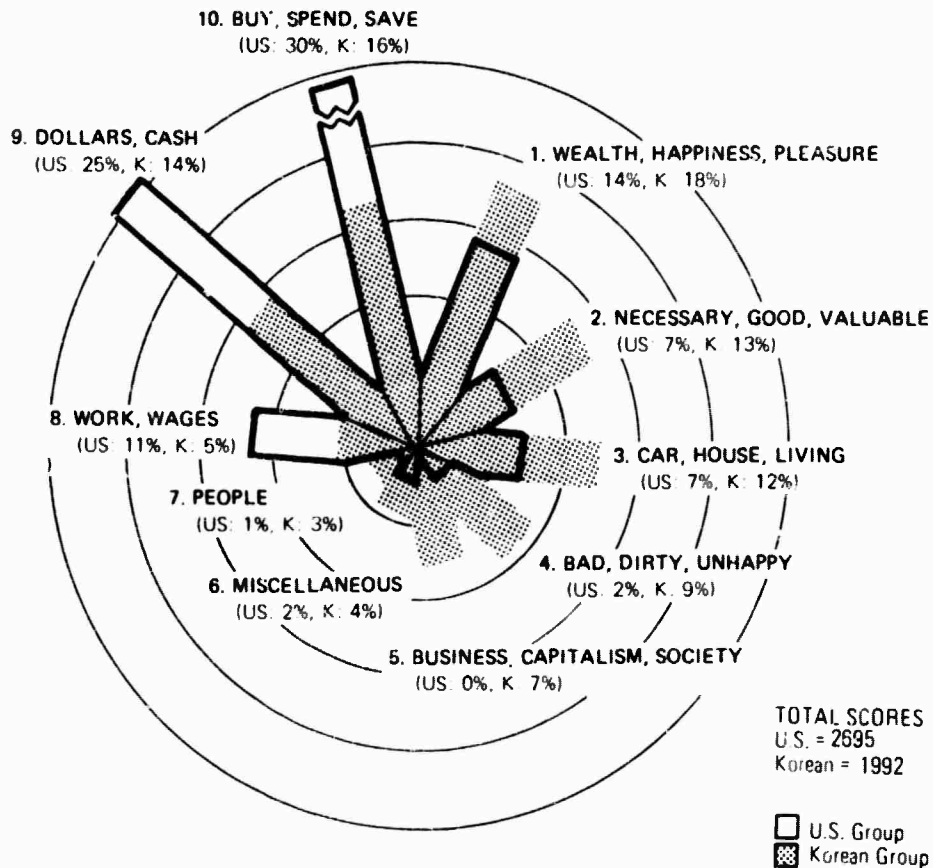 10. BUY, SPEND, SAVE
(US: 30%, K: 16%)
9. DOLLARS, CASH
(US: 25%, K: 14%)
1. WEALTH, HAPPINESS, PLEASURE
(US: 14%, K: 18%)
2. NECESSARY, GOOD, VALUABLE
(US: 7%, K: 13%)
8. WORK, WAGES
(US: 11%, K: 5%)
3. CAR, HOUSE, LIVING
(US: 7%, K: 12%)
7. PEOPLE
(US: 1%, K: 3%)
4. BAD, DIRTY, UNHAPPY
(US: 2%, K: 9%)
6. MISCELLANEOUS
(US: 2%, K: 4%)
5. BUSINESS, CAPITALISM, SOCIETY
(US: 0%, K: 7%)
TOTAL SCORES
U.S. = 2695
Korean = 1992
U.S. Group
Korean Group